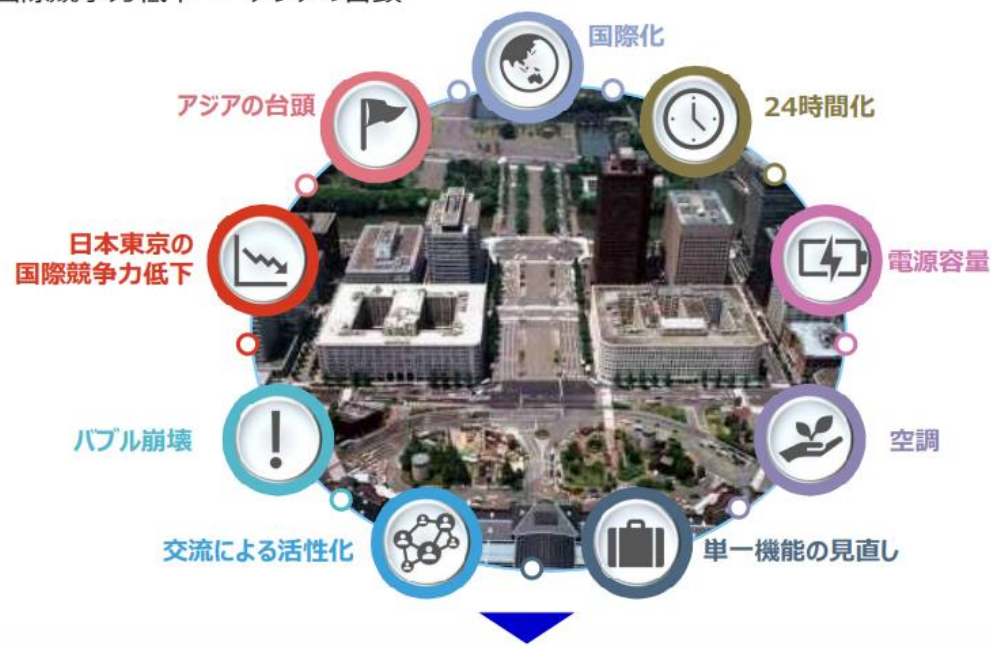 国際化
アジアの台頭
24時間化
日本東京の
国際競争力低下
電源容量
バブル崩壊
空調
交流による活性化
単一機能の見直し